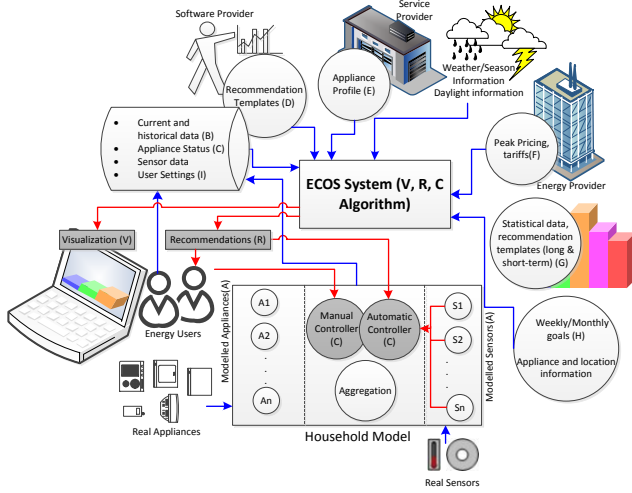 Software Provider
Service
Provider
Weather/Season
Information
Daylight information
Recommendation
Templates (D)
Appliance
Profile (E)
• Current and
historical data (B)
• Appliance Status (C)
• Sensor data
• User Settings (I)
Peak Pricing,
tariffs(F)
Energy Provider
ECOS System (V, R, C
Algorithm)
Visualization (V)
Recommendations (R)
Statistical data,
recommendation
templates (long &
short-term) (G)
Energy Users
Weekly/Monthly
goals (H)
Appliance and location
information
Modelled Appliances(A)
A1
A2
.
.
.
An
Manual
Controller
(C)
Automatic
Controller
(C)
Aggregation
S1
S2
.
.
.
Sn
Modelled Sensors(A)
Real Appliances
Household Model
Real Sensors